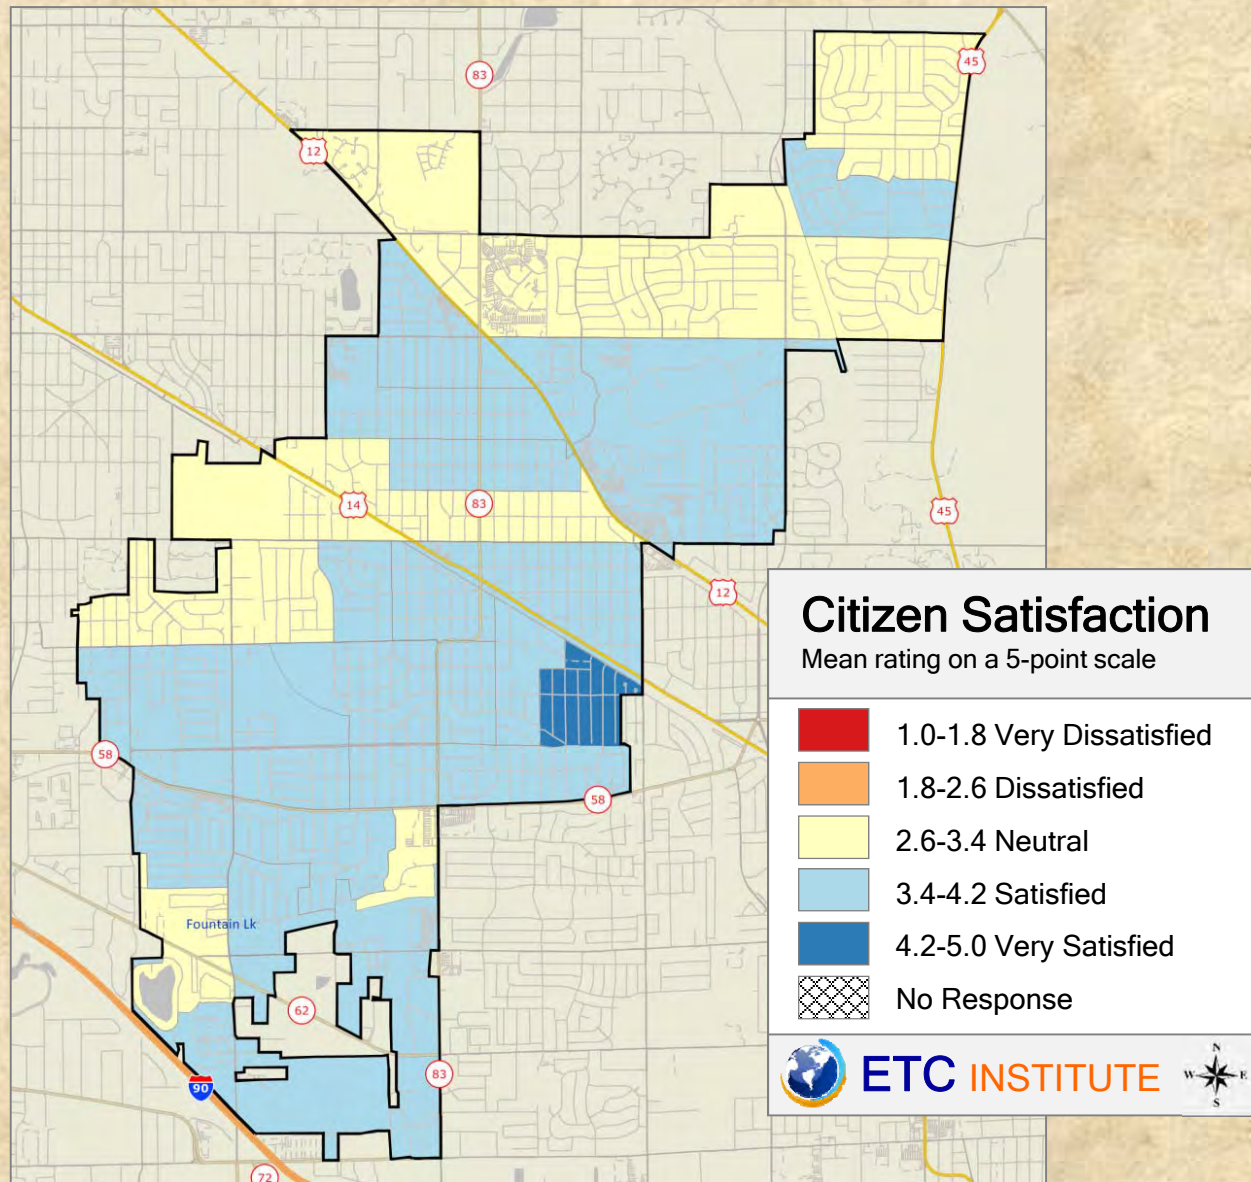 83
45
12
14
83
45
12
58
58
Fountain Lk
62
83
90
72
Citizen Satisfaction
Mean rating on a 5-point scale
1.0-1.8 Very Dissatisfied
1.8-2.6 Dissatisfied
2.6-3.4 Neutral
3.4-4.2 Satisfied
4.2-5.0 Very Satisfied
No Response
ETC INSTITUTE
N
W E
S